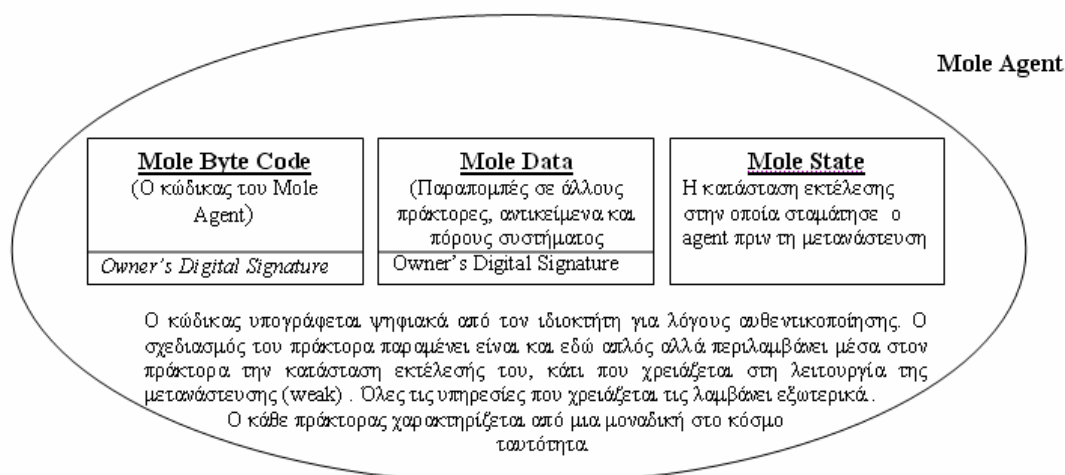 Mole Agent
Mole Byte Code
(Ο κώδικας του Mole
Agent)
Owner's Digital Signature
Mole Data
(Παραπομπές σε άλλους
πράκτορες, αντικείμενα και
πόρους συστήματος
Owner's Digital Signature
Mole State
Η κατάσταση εκτέλεσης
στην οποία σταμάτησε ο
agent πριν τη μετανάστευση
Ο κώδικας υπογράφεται ψηφιακά από τον ιδιοκτήτη για λόγους αυθεντικοποίησης. Ο
σχεδιασμός του πράκτορα παραμένει είναι και εδώ απλός αλλά περιλαμβάνει μέσα στον
πράκτορα την κατάσταση εκτέλεσής του, κάτι που χρειάζεται στη λειτουργία της
μετανάστευσης (weak) . Όλες τις υπηρεσίες που χρειάζεται τις λαμβάνει εξωτερικά .
Ο κάθε πράκτορας χαρακτηρίζεται από μια μοναδική στο κόσμο
ταυτότητα